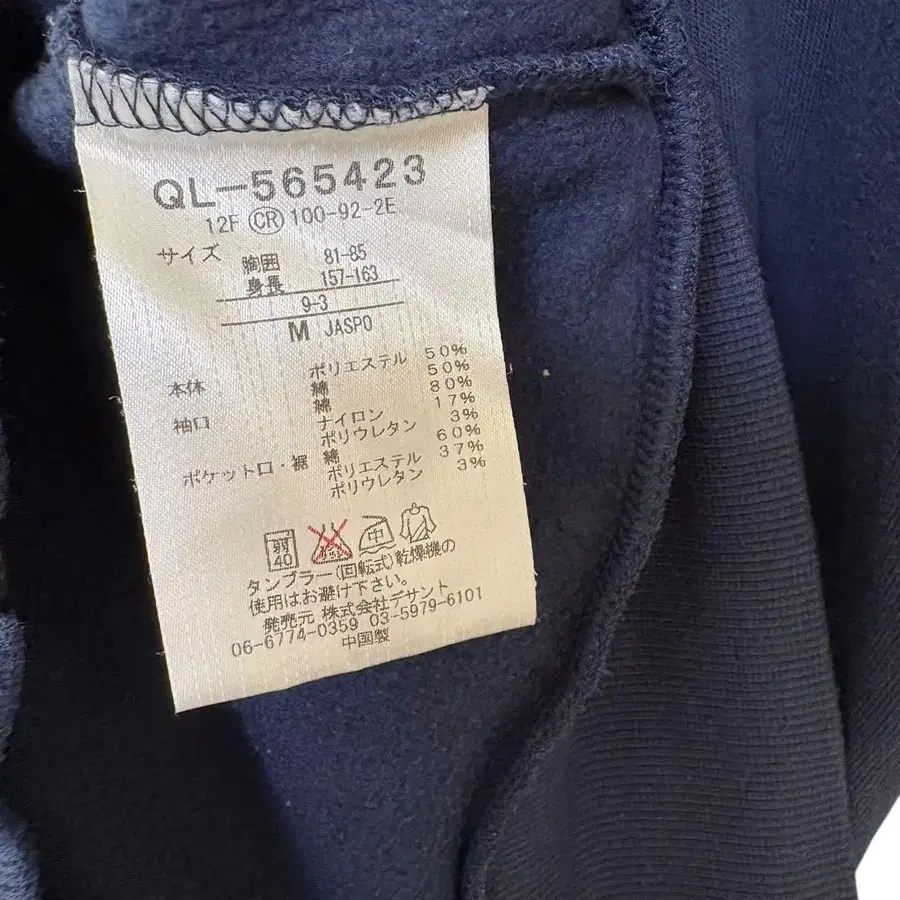 QL-565423
12F CR 100-92-2E
サイズ 胸囲 81-85
身長 157-163
9-3
M JASPO
本体 ポリエステル 50%
綿 50%
袖口 綿 80%
ナイロン 17%
ポリウレタン 3%
ポケット口・裾 綿 60%
ポリエステル 37%
ポリウレタン 3%
弱 40 中
タンブラー(回転式)乾燥機の
使用はお避け下さい。
発売元 株式会社デサント
06-6774-0359 03-5979-6101
中国製